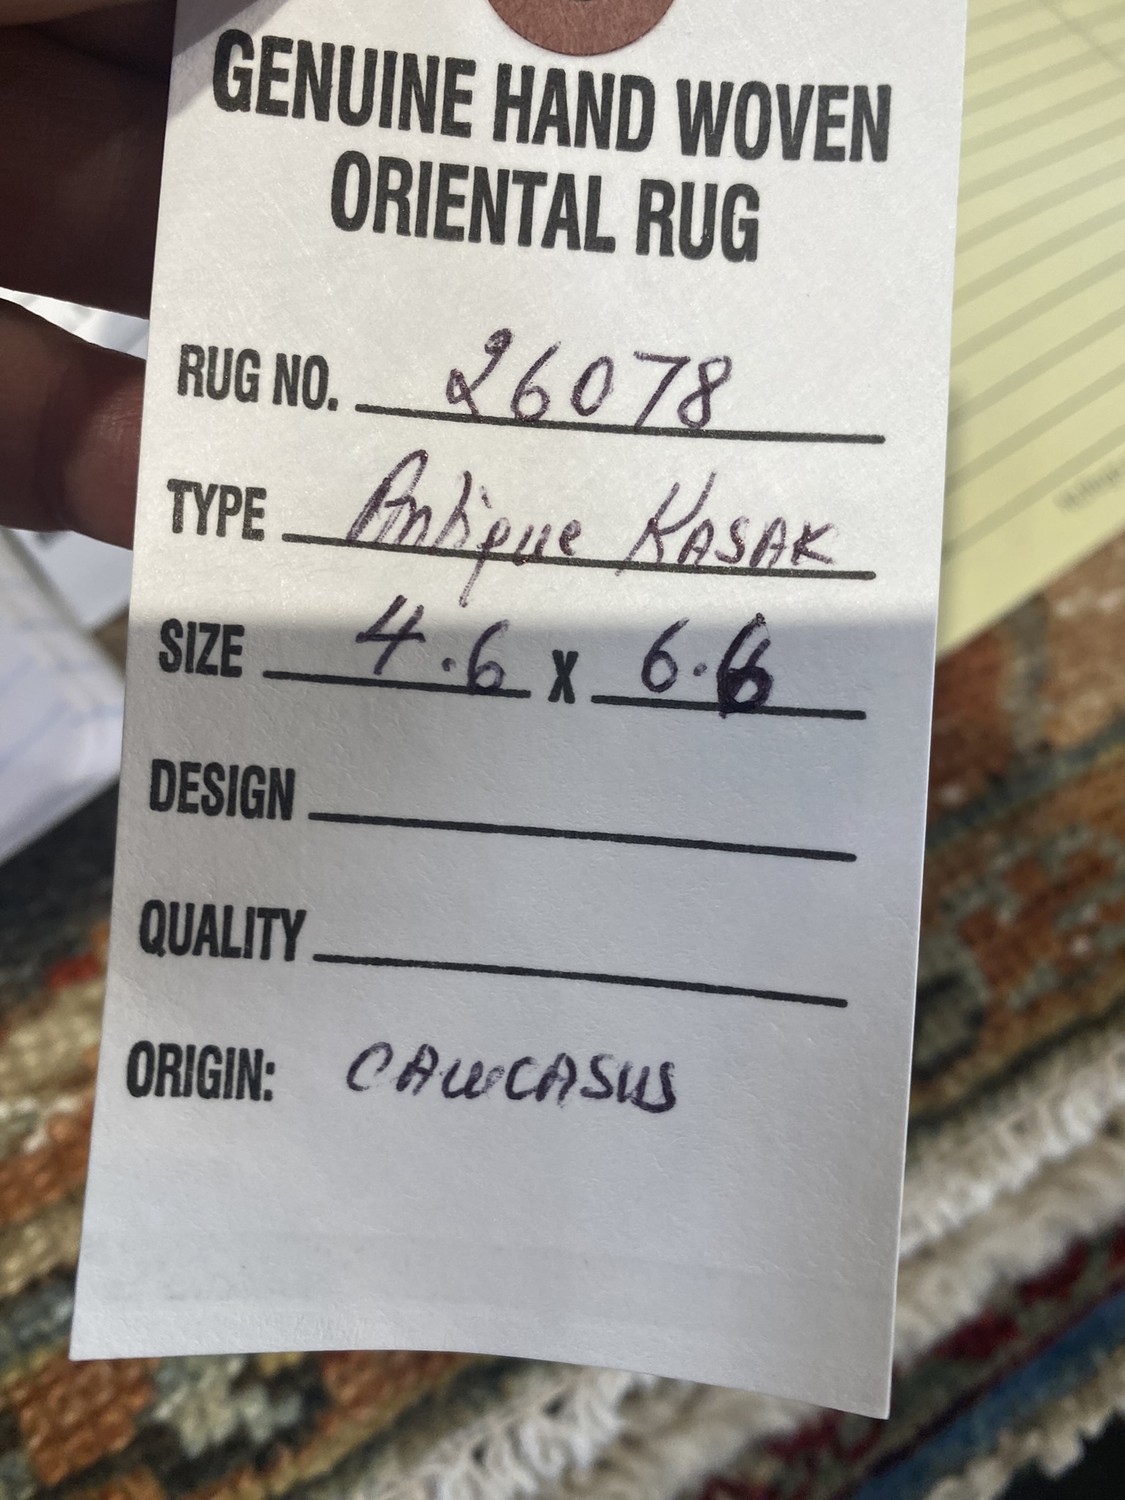 GENUINE HAND WOVEN
ORIENTAL RUG
RUG NO. 26078
TYPE Antique KASAK
SIZE 4.6 X 6.6
DESIGN
QUALITY
ORIGIN: CAUCASUS